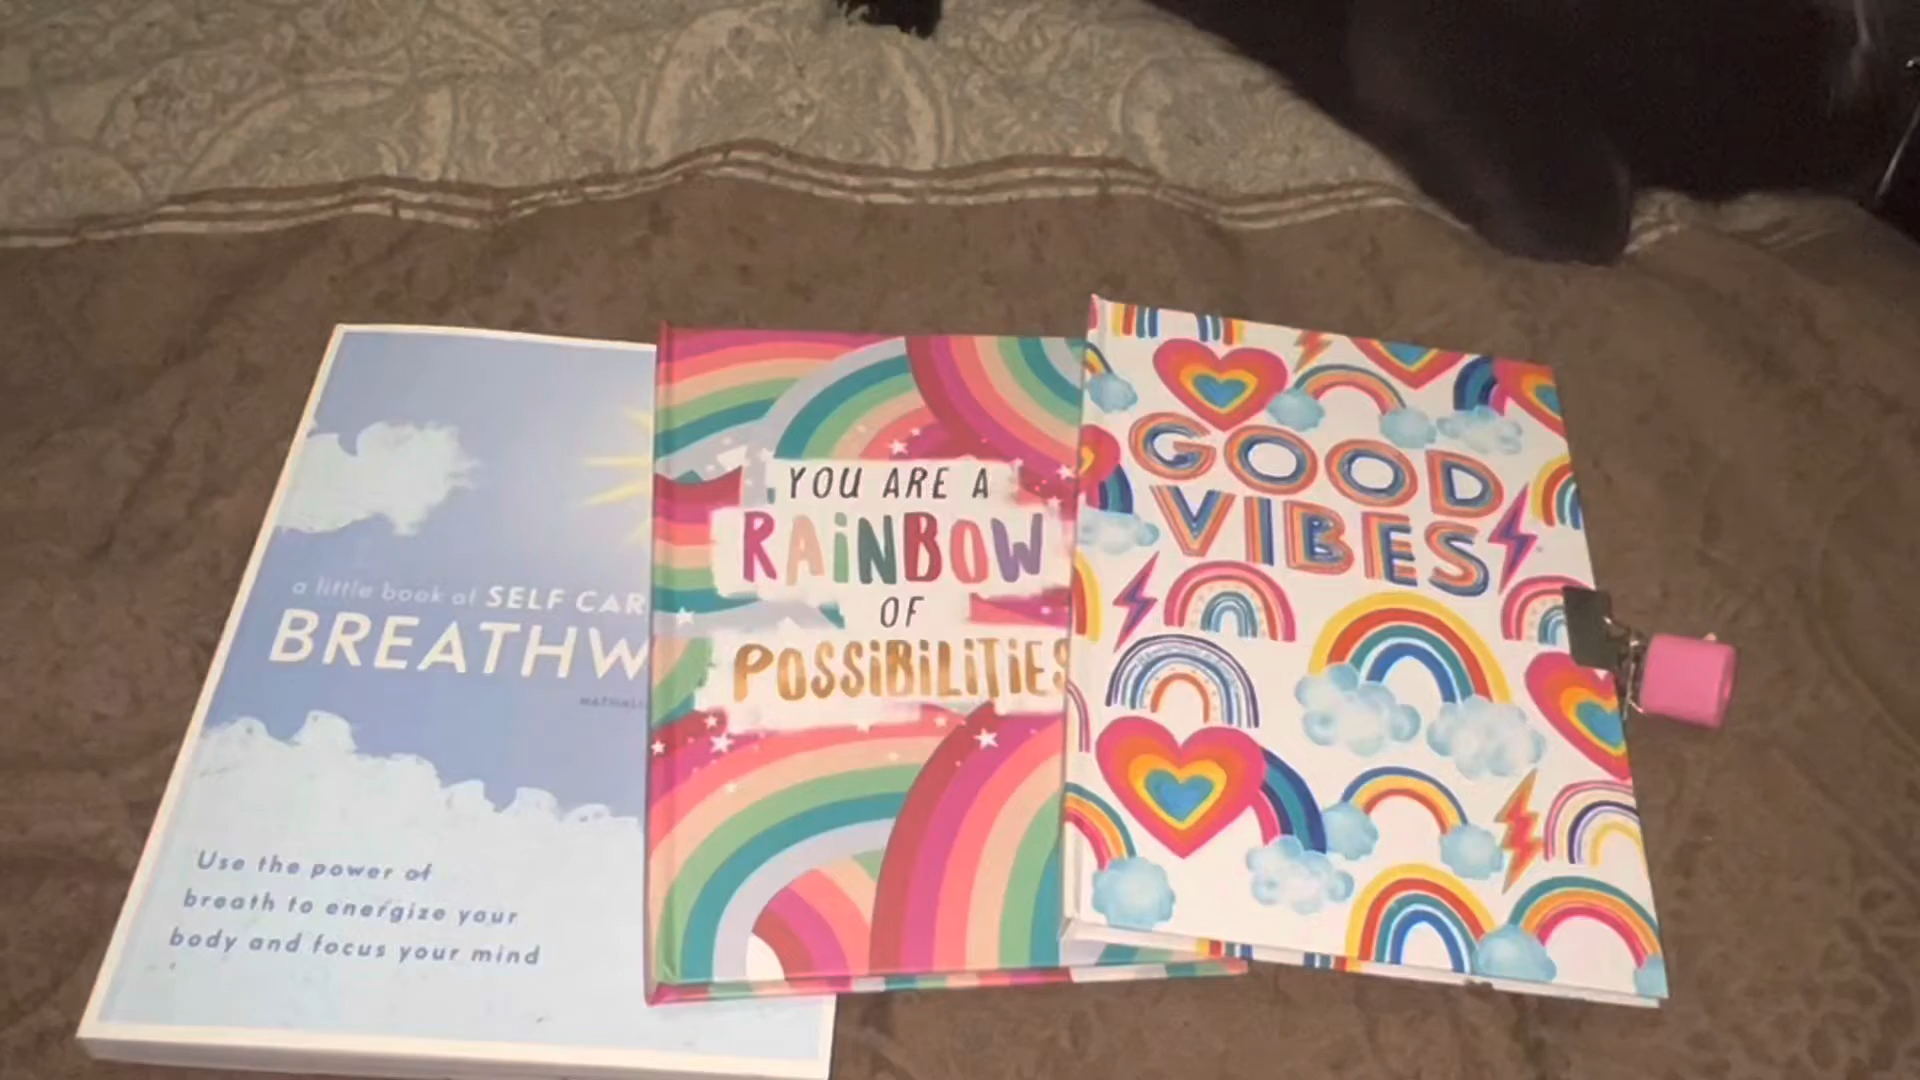 a little book of SELF CAR
BREATHW
Use the power of
breath to energize your
body and focus your mind
YOU ARE A
RAiNBOW
OF
POSSiBiLiTiES
GOOD
VIBES